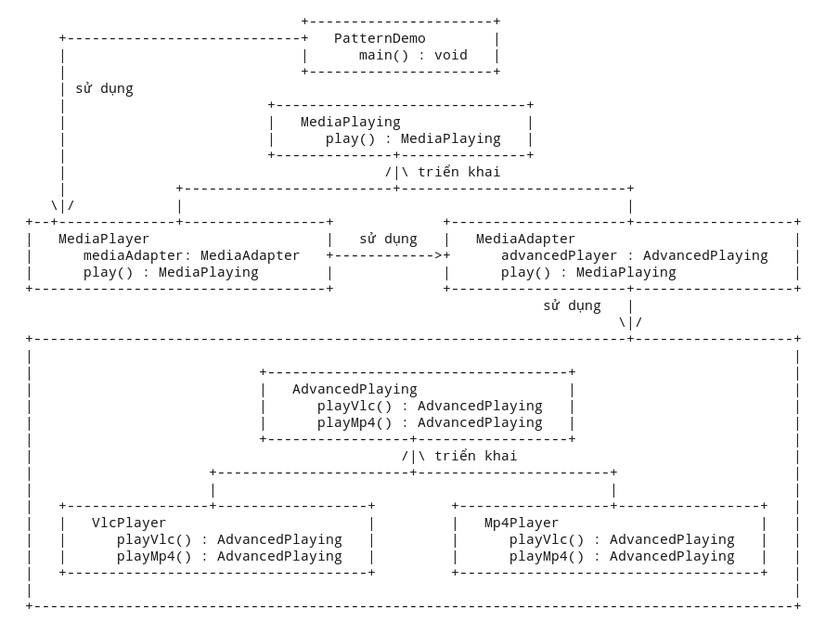 PatternDemo
main() : void
sử dụng
MediaPlaying
play() : MediaPlaying
triển khai
MediaPlayer
mediaAdapter: MediaAdapter
play() : MediaPlaying
sử dụng
MediaAdapter
advancedPlayer : AdvancedPlaying
play() : MediaPlaying
sử dụng
AdvancedPlaying
playVlc() : AdvancedPlaying
playMp4() : AdvancedPlaying
triển khai
VlcPlayer
playVlc() : AdvancedPlaying
playMp4() : AdvancedPlaying
Mp4Player
playVlc() : AdvancedPlaying
playMp4() : AdvancedPlaying